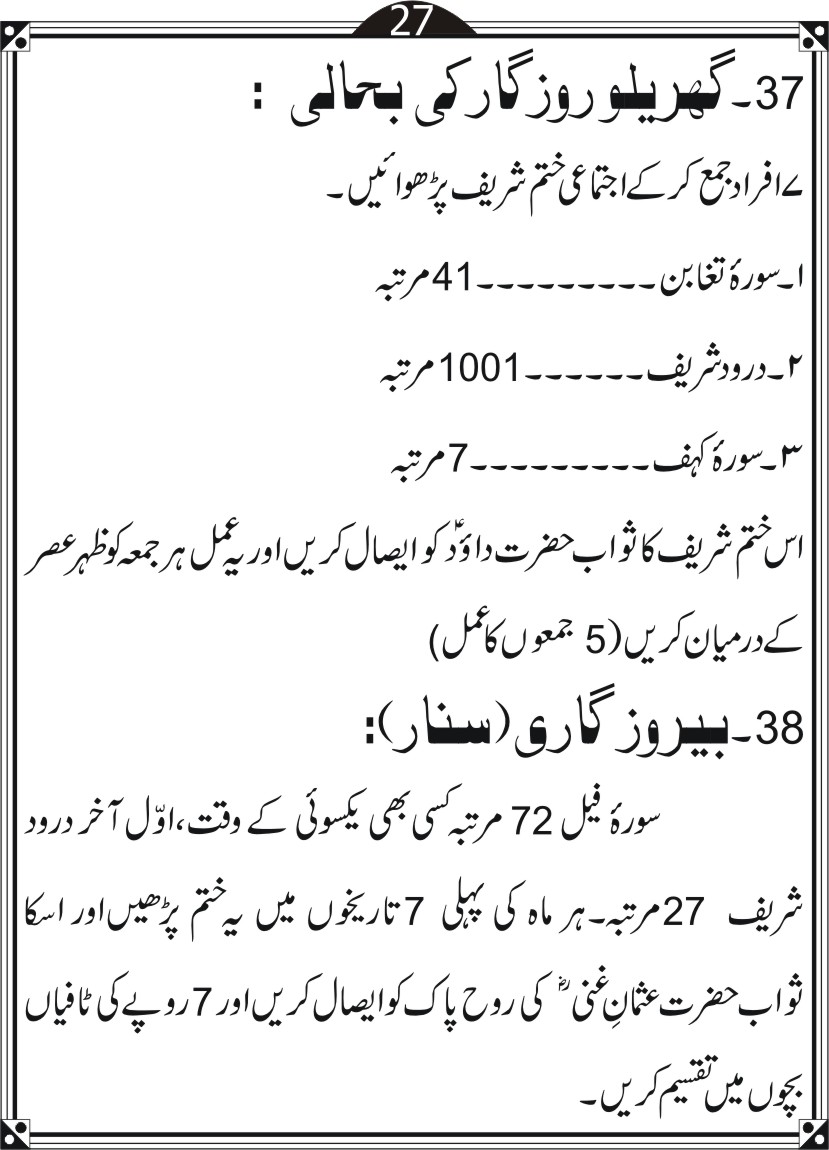 27
37۔گھریلو روزگار کی بحالی :
۷ افراد جمع کر کے اجتماعی ختم شریف پڑھوائیں۔
۱۔سورۂ تغابن۔۔۔۔۔۔۔۔۔41 مرتبہ
۲۔درود شریف۔۔۔۔۔۔1001 مرتبہ
۳۔سورۂ کہف۔۔۔۔۔۔۔۔۔7 مرتبہ
اس ختم شریف کا ثواب حضرت داؤدؑ کو ایصال کریں اور یہ عمل ہر جمعہ کو ظہر عصر
کے درمیان کریں (5 جمعوں کا عمل)
38۔بیروزگاری (سنار):
سورۂ فیل 72 مرتبہ کسی بھی یکسوئی کے وقت، اوّل آخر درود
شریف 27 مرتبہ۔ہر ماہ کی پہلی 7 تاریخوں میں یہ ختم پڑھیں اور اسکا
ثواب حضرت عثمانِ غنیؓ کی روح پاک کو ایصال کریں اور 7 روپے کی ٹافیاں
بچوں میں تقسیم کریں۔